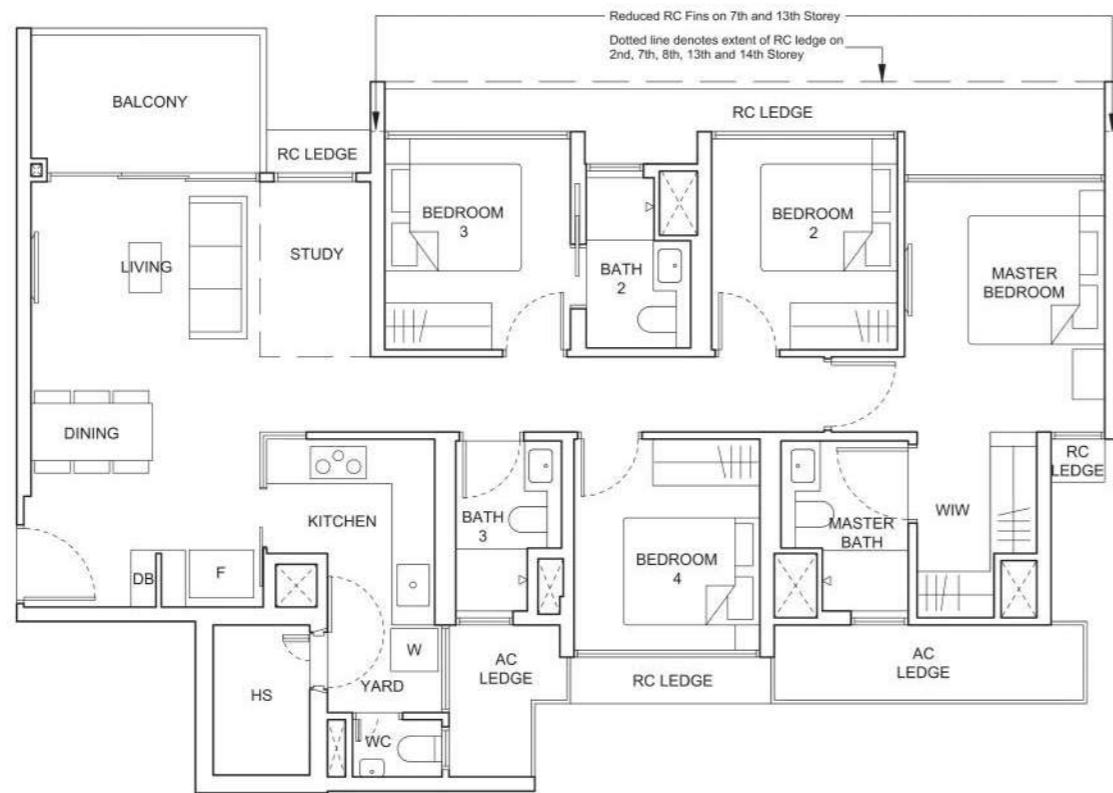 Reduced RC Fins on 7th and 13th Storey
Dotted line denotes extent of RC ledge on
2nd, 7th, 8th, 13th and 14th Storey
BALCONY
RC LEDGE
RC LEDGE
BEDROOM
3
BEDROOM
2
STUDY
LIVING
BATH
2
MASTER
BEDROOM
DINING
RC
LEDGE
KITCHEN
BATH
3
MASTER
BATH
WIW
BEDROOM
4
DB
F
W
AC
LEDGE
AC
LEDGE
RC LEDGE
HS
YARD
WC